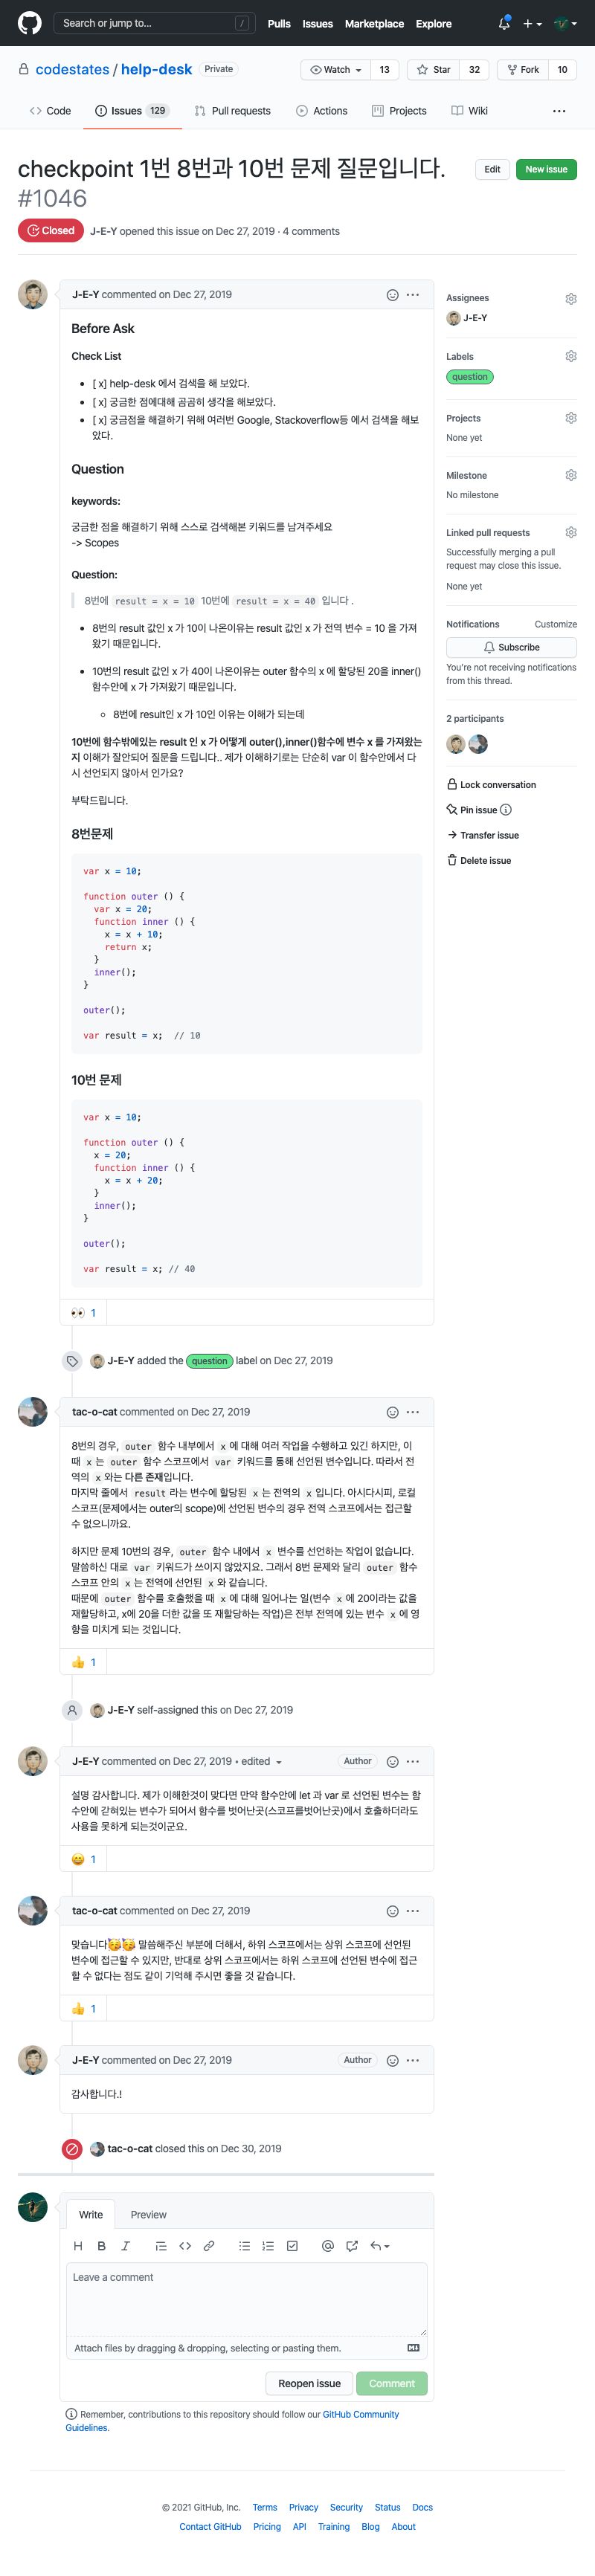 Search or jump to... /
Pulls Issues Marketplace Explore
codestates / help-desk Private
Watch 13 Star 32 Fork 10
Code Issues 129 Pull requests Actions Projects Wiki ...
checkpoint 1번 8번과 10번 문제 질문입니다.
#1046
Edit New issue
Closed J-E-Y opened this issue on Dec 27, 2019 · 4 comments
J-E-Y commented on Dec 27, 2019
Before Ask
Check List
• [ x] help-desk 에서 검색을 해 보았다.
• [ x] 궁금한 점에대해 곰곰히 생각을 해보았다.
• [ x] 궁금점을 해결하기 위해 여러번 Google, Stackoverflow등 에서 검색을 해보
았다.
Question
keywords:
궁금한 점을 해결하기 위해 스스로 검색해본 키워드를 남겨주세요
-> Scopes
Question:
8번에 result = x = 10 10번에 result = x = 40 입니다 .
• 8번의 result 값인 x 가 10이 나온이유는 result 값인 x 가 전역 변수 = 10 을 가져
왔기 때문입니다.
• 10번의 result 값인 x 가 40이 나온이유는 outer 함수의 x 에 할당된 20을 inner()
함수안에 x 가 가져왔기 때문입니다.
◦ 8번에 result인 x 가 10인 이유는 이해가 되는데
10번에 함수밖에있는 result 인 x 가 어떻게 outer(),inner()함수에 변수 x 를 가져왔는
지 이해가 잘안되어 질문을 드립니다.. 제가 이해하기로는 단순히 var 이 함수안에서 다
시 선언되지 않아서 인가요?
부탁드립니다.
8번문제
var x = 10;
function outer () {
var x = 20;
function inner () {
x = x + 10;
return x;
}
inner();
}
outer();
var result = x; // 10
10번 문제
var x = 10;
function outer () {
x = 20;
function inner () {
x = x + 20;
}
inner();
}
outer();
var result = x; // 40
👀 1
J-E-Y added the question label on Dec 27, 2019
tac-o-cat commented on Dec 27, 2019
8번의 경우, outer 함수 내부에서 x 에 대해 여러 작업을 수행하고 있긴 하지만, 이
때 x 는 outer 함수 스코프에서 var 키워드를 통해 선언된 변수입니다. 따라서 전
역의 x 와는 다른 존재입니다.
마지막 줄에서 result 라는 변수에 할당된 x 는 전역의 x 입니다. 아시다시피, 로컬
스코프(문제에서는 outer의 scope)에 선언된 변수의 경우 전역 스코프에서는 접근할
수 없으니까요.
하지만 문제 10번의 경우, outer 함수 내에서 x 변수를 선언하는 작업이 없습니다.
말씀하신 대로 var 키워드가 쓰이지 않았지요. 그래서 8번 문제와 달리 outer 함수
스코프 안의 x 는 전역에 선언된 x 와 같습니다.
때문에 outer 함수를 호출했을 때 x 에 대해 일어나는 일(변수 x 에 20이라는 값을
재할당하고, x에 20을 더한 값을 또 재할당하는 작업)은 전부 전역에 있는 변수 x 에 영
향을 미치게 되는 것입니다.
👍 1
J-E-Y self-assigned this on Dec 27, 2019
J-E-Y commented on Dec 27, 2019 • edited Author
설명 감사합니다. 제가 이해한것이 맞다면 만약 함수안에 let 과 var 로 선언된 변수는 함
수안에 갇혀있는 변수가 되어서 함수를 벗어난곳(스코프를벗어난곳)에서 호출하더라도
사용을 못하게 되는것이군요.
😄 1
tac-o-cat commented on Dec 27, 2019
맞습니다🥳🥳 말씀해주신 부분에 더해서, 하위 스코프에서는 상위 스코프에 선언된
변수에 접근할 수 있지만, 반대로 상위 스코프에서는 하위 스코프에 선언된 변수에 접근
할 수 없다는 점도 같이 기억해 주시면 좋을 것 같습니다.
👍 1
J-E-Y commented on Dec 27, 2019 Author
감사합니다.!
tac-o-cat closed this on Dec 30, 2019
Write Preview
Leave a comment
Attach files by dragging & dropping, selecting or pasting them.
Reopen issue Comment
Remember, contributions to this repository should follow our GitHub Community
Guidelines.
Assignees
J-E-Y
Labels
question
Projects
None yet
Milestone
No milestone
Linked pull requests
Successfully merging a pull
request may close this issue.
None yet
Notifications Customize
Subscribe
You're not receiving notifications
from this thread.
2 participants
Lock conversation
Pin issue
Transfer issue
Delete issue
© 2021 GitHub, Inc. Terms Privacy Security Status Docs
Contact GitHub Pricing API Training Blog About